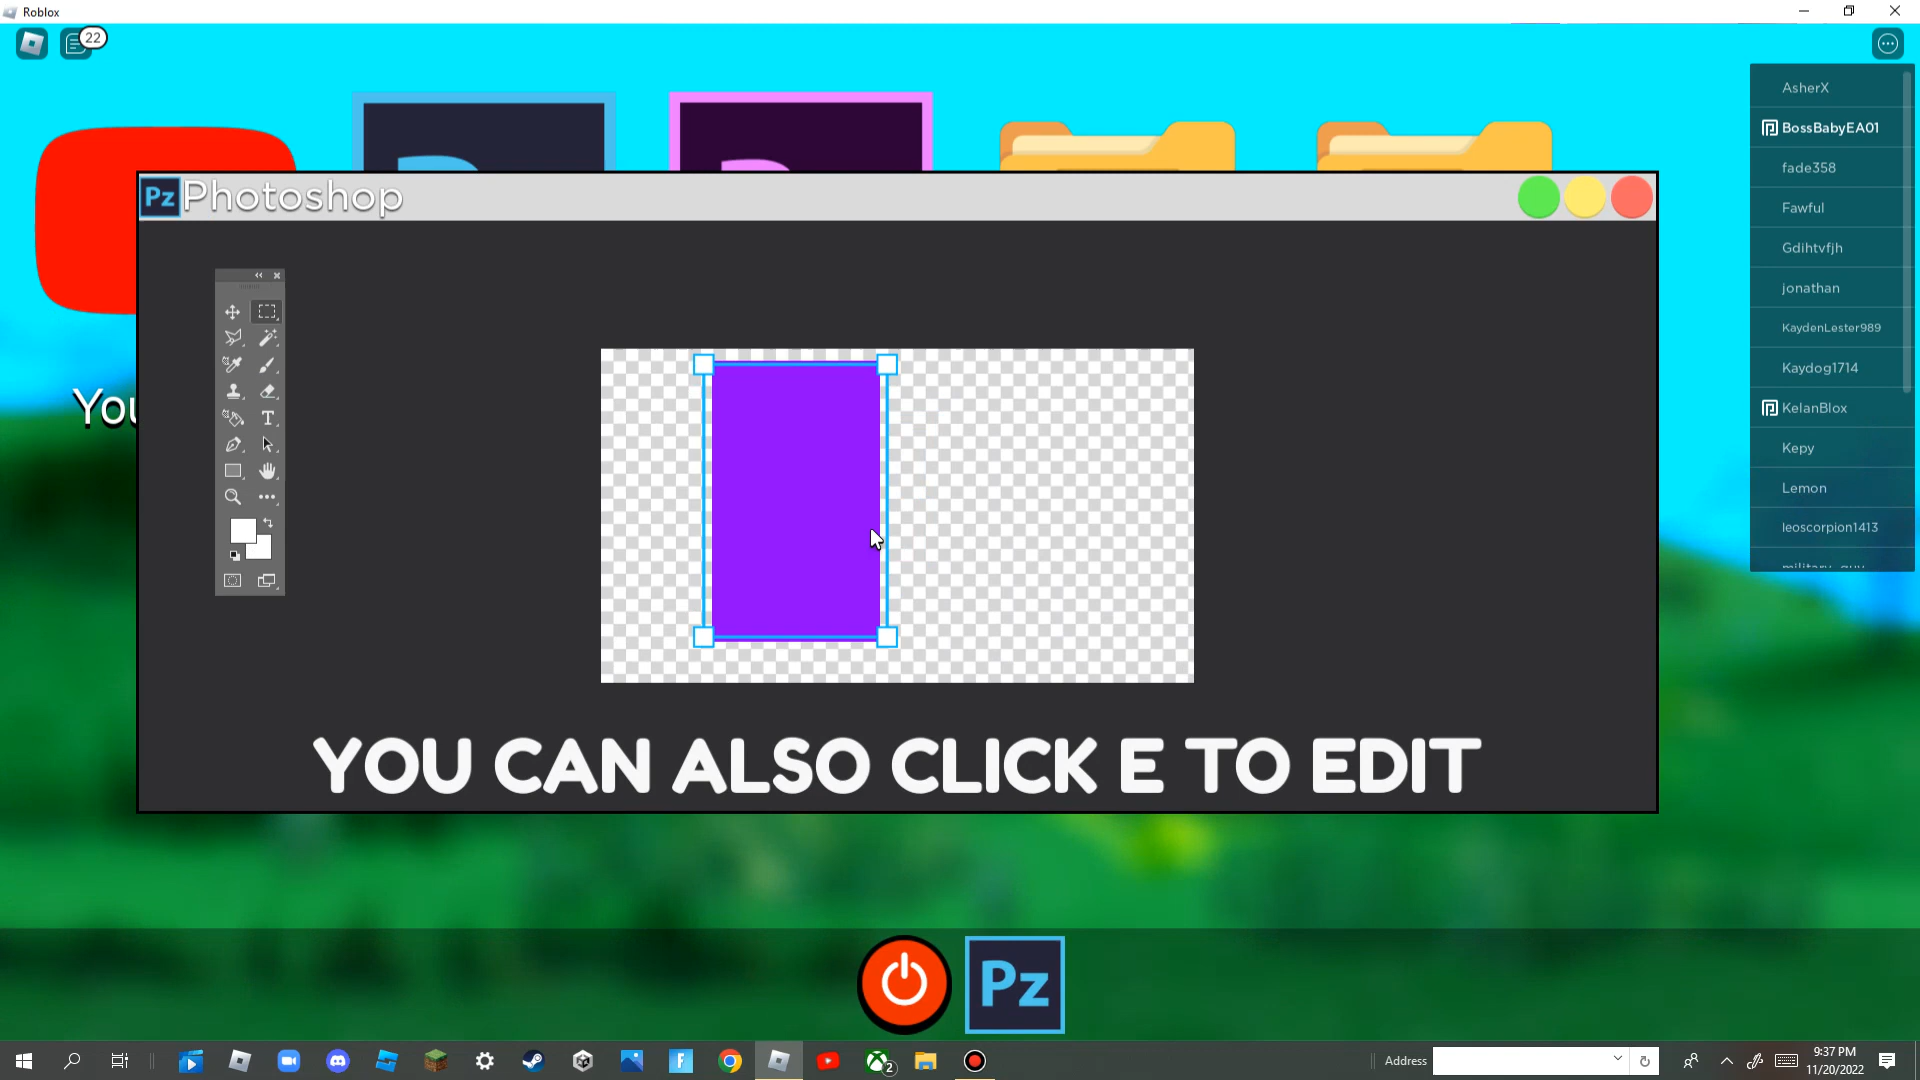 Roblox
22
AsherX
BossBabyEA01
fade358
Fawful
Gdihtvfjh
jonathan
KaydenLester989
Kaydog1714
KelanBlox
Kepy
Lemon
leoscorpion1413
Pz Photoshop
T
You
YOU CAN ALSO CLICK E TO EDIT
Pz
2
Address
9:37 PM
11/20/2022